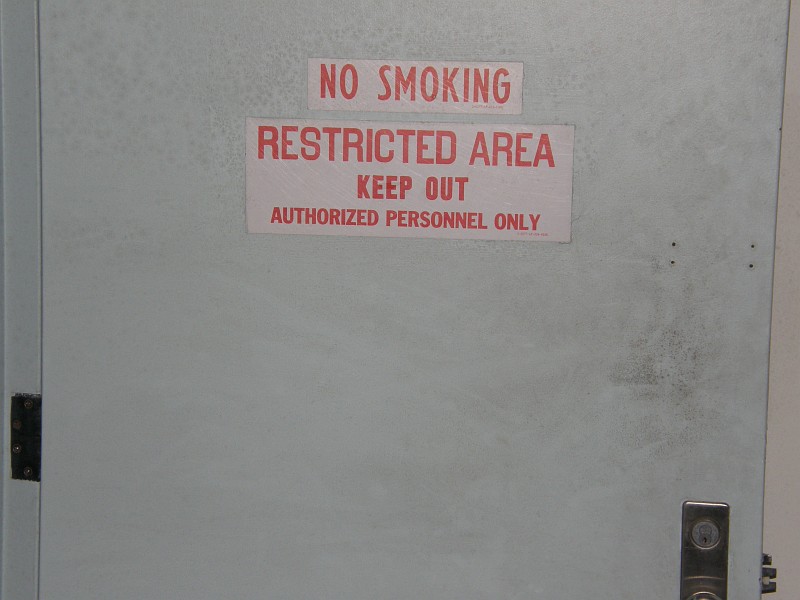 NO SMOKING
RESTRICTED AREA
KEEP OUT
AUTHORIZED PERSONNEL ONLY